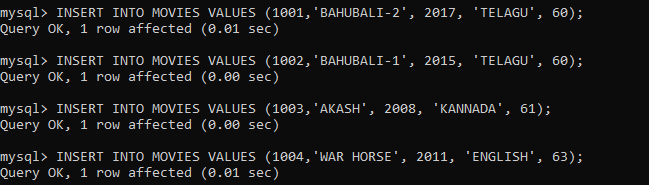 mysql> INSERT INTO MOVIES VALUES (1001,'BAHUBALI-2', 2017, 'TELAGU', 60);
Query OK, 1 row affected (0.01 sec)
mysql> INSERT INTO MOVIES VALUES (1002,'BAHUBALI-1', 2015, 'TELAGU', 60);
Query OK, 1 row affected (0.00 sec)
mysql> INSERT INTO MOVIES VALUES (1003,'AKASH', 2008, 'KANNADA', 61);
Query OK, 1 row affected (0.00 sec)
mysql> INSERT INTO MOVIES VALUES (1004,'WAR HORSE', 2011, 'ENGLISH', 63);
Query OK, 1 row affected (0.01 sec)